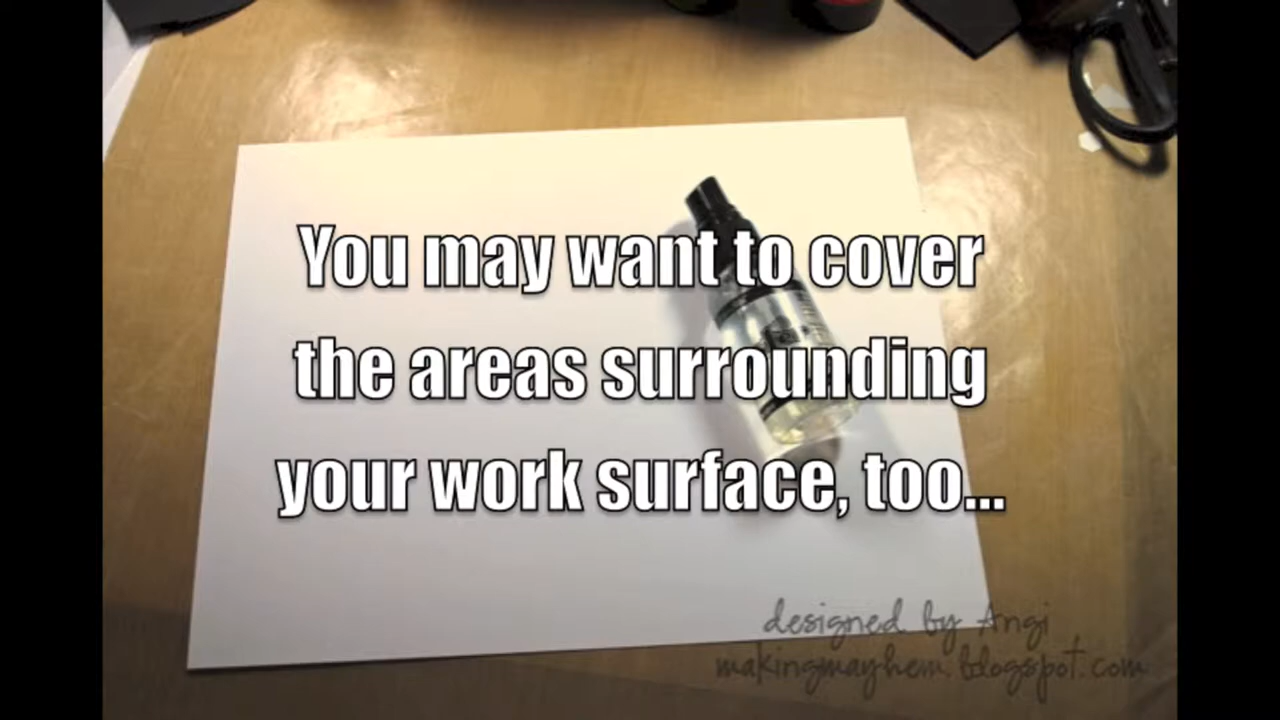 You may want to cover
the areas surrounding
your work surface, too...
designed by Angi
makingmayhem.blogspot.com